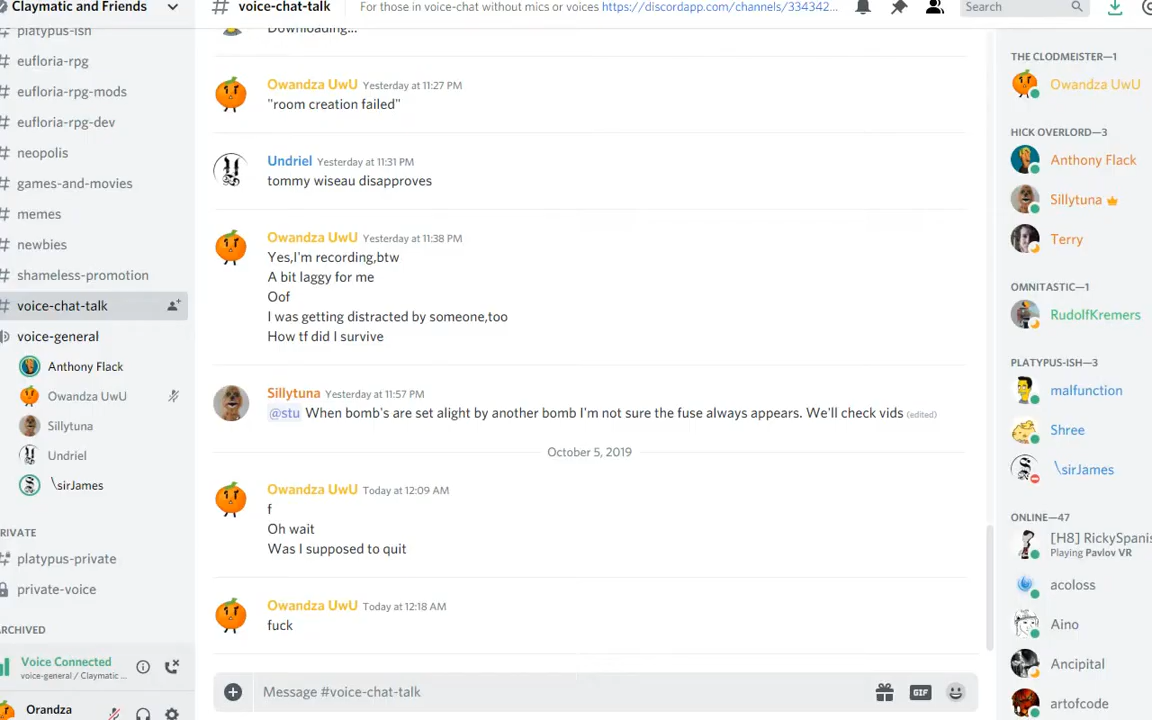 Claymatic and Friends
platypus-ish
eufloria-rpg
eufloria-rpg-mods
eufloria-rpg-dev
neopolis
games-and-movies
memes
newbies
shameless-promotion
voice-chat-talk
voice-general
Anthony Flack
Owandza UwU
Sillytuna
Undriel
\sirJames
RIVATE
platypus-private
private-voice
ARCHIVED
Voice Connected
voice-general / Claymatic ...
Orandza
# voice-chat-talk
For those in voice-chat without mics or voices https://discordapp.com/channels/334342...
Search
Downloading...
Owandza UwU Yesterday at 11:27 PM
"room creation failed"
Undriel Yesterday at 11:31 PM
tommy wiseau disapproves
Owandza UwU Yesterday at 11:38 PM
Yes,I'm recording,btw
A bit laggy for me
Oof
I was getting distracted by someone,too
How tf did I survive
Sillytuna Yesterday at 11:57 PM
@stu When bomb's are set alight by another bomb I'm not sure the fuse always appears. We'll check vids (edited)
October 5, 2019
Owandza UwU Today at 12:09 AM
f
Oh wait
Was I supposed to quit
Owandza UwU Today at 12:18 AM
fuck
Message #voice-chat-talk
GIF
THE CLODMEISTER—1
Owandza UwU
HICK OVERLORD—3
Anthony Flack
Sillytuna
Terry
OMNITASTIC—1
RudolfKremers
PLATYPUS-ISH—3
malfunction
Shree
\sirJames
ONLINE—47
[H8] RickySpanis
Playing Pavlov VR
acoloss
Aino
Ancipital
artofcode